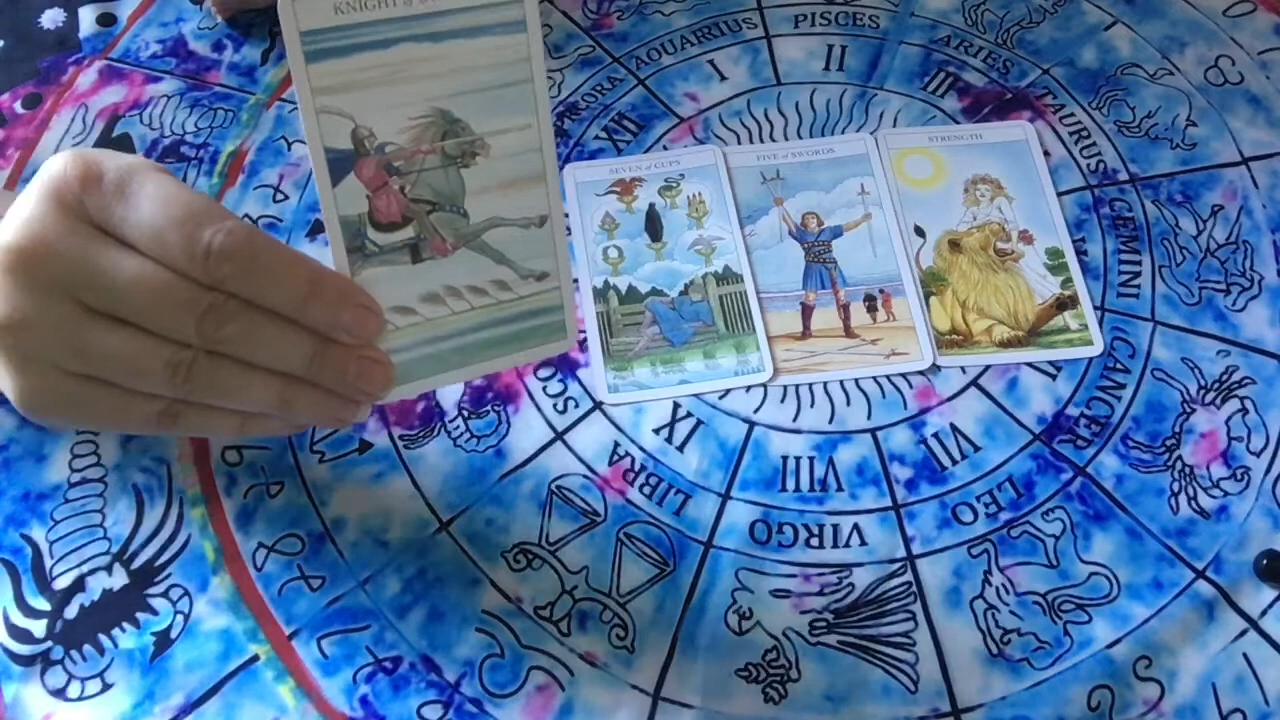 KNIGHT of
SEVEN of CUPS
FIVE of SWORDS
STRENGTH
AQUARIUS
PISCES
ARIES
TAURUS
GEMINI
CANCER
LEO
VIRGO
LIBRA
SCO
XII
I
II
III
VII
VIII
IX